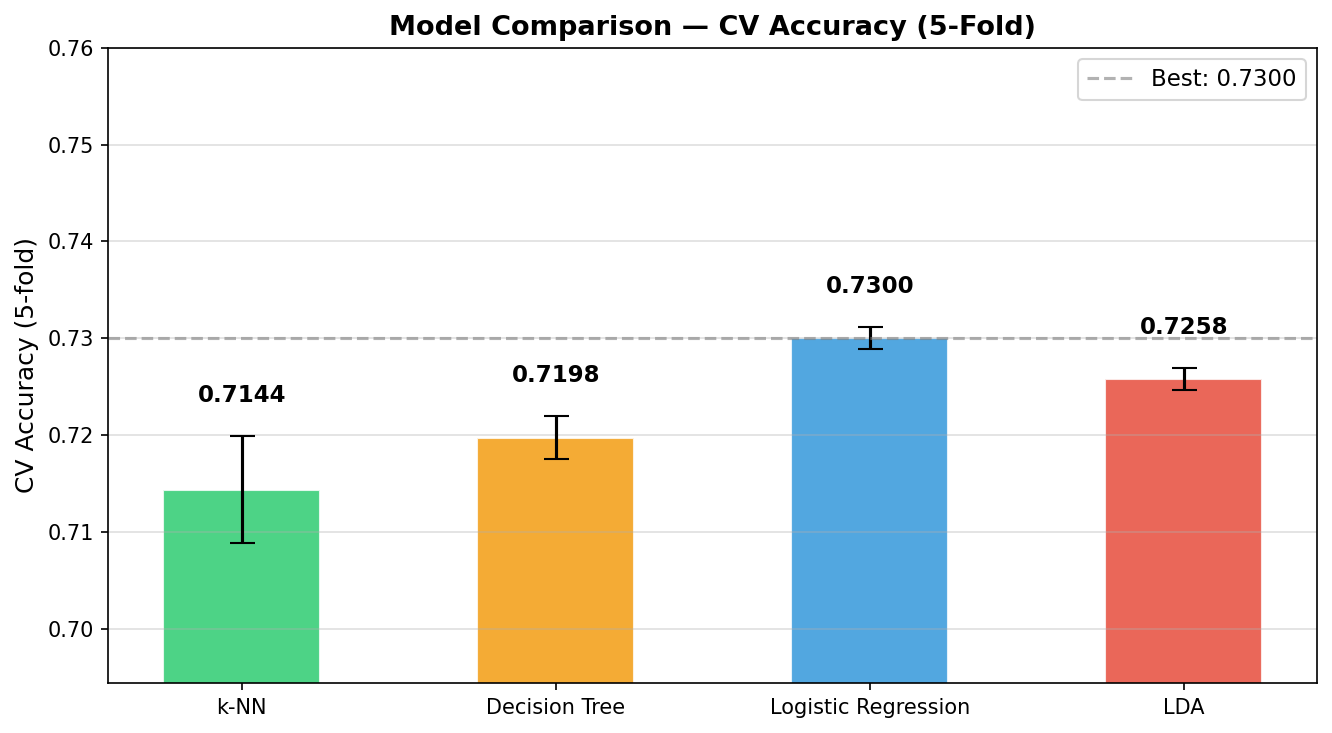 Model Comparison — CV Accuracy (5-Fold)
Best: 0.7300
CV Accuracy (5-fold)
0.76
0.75
0.74
0.73
0.72
0.71
0.70
0.7144
0.7198
0.7300
0.7258
k-NN
Decision Tree
Logistic Regression
LDA